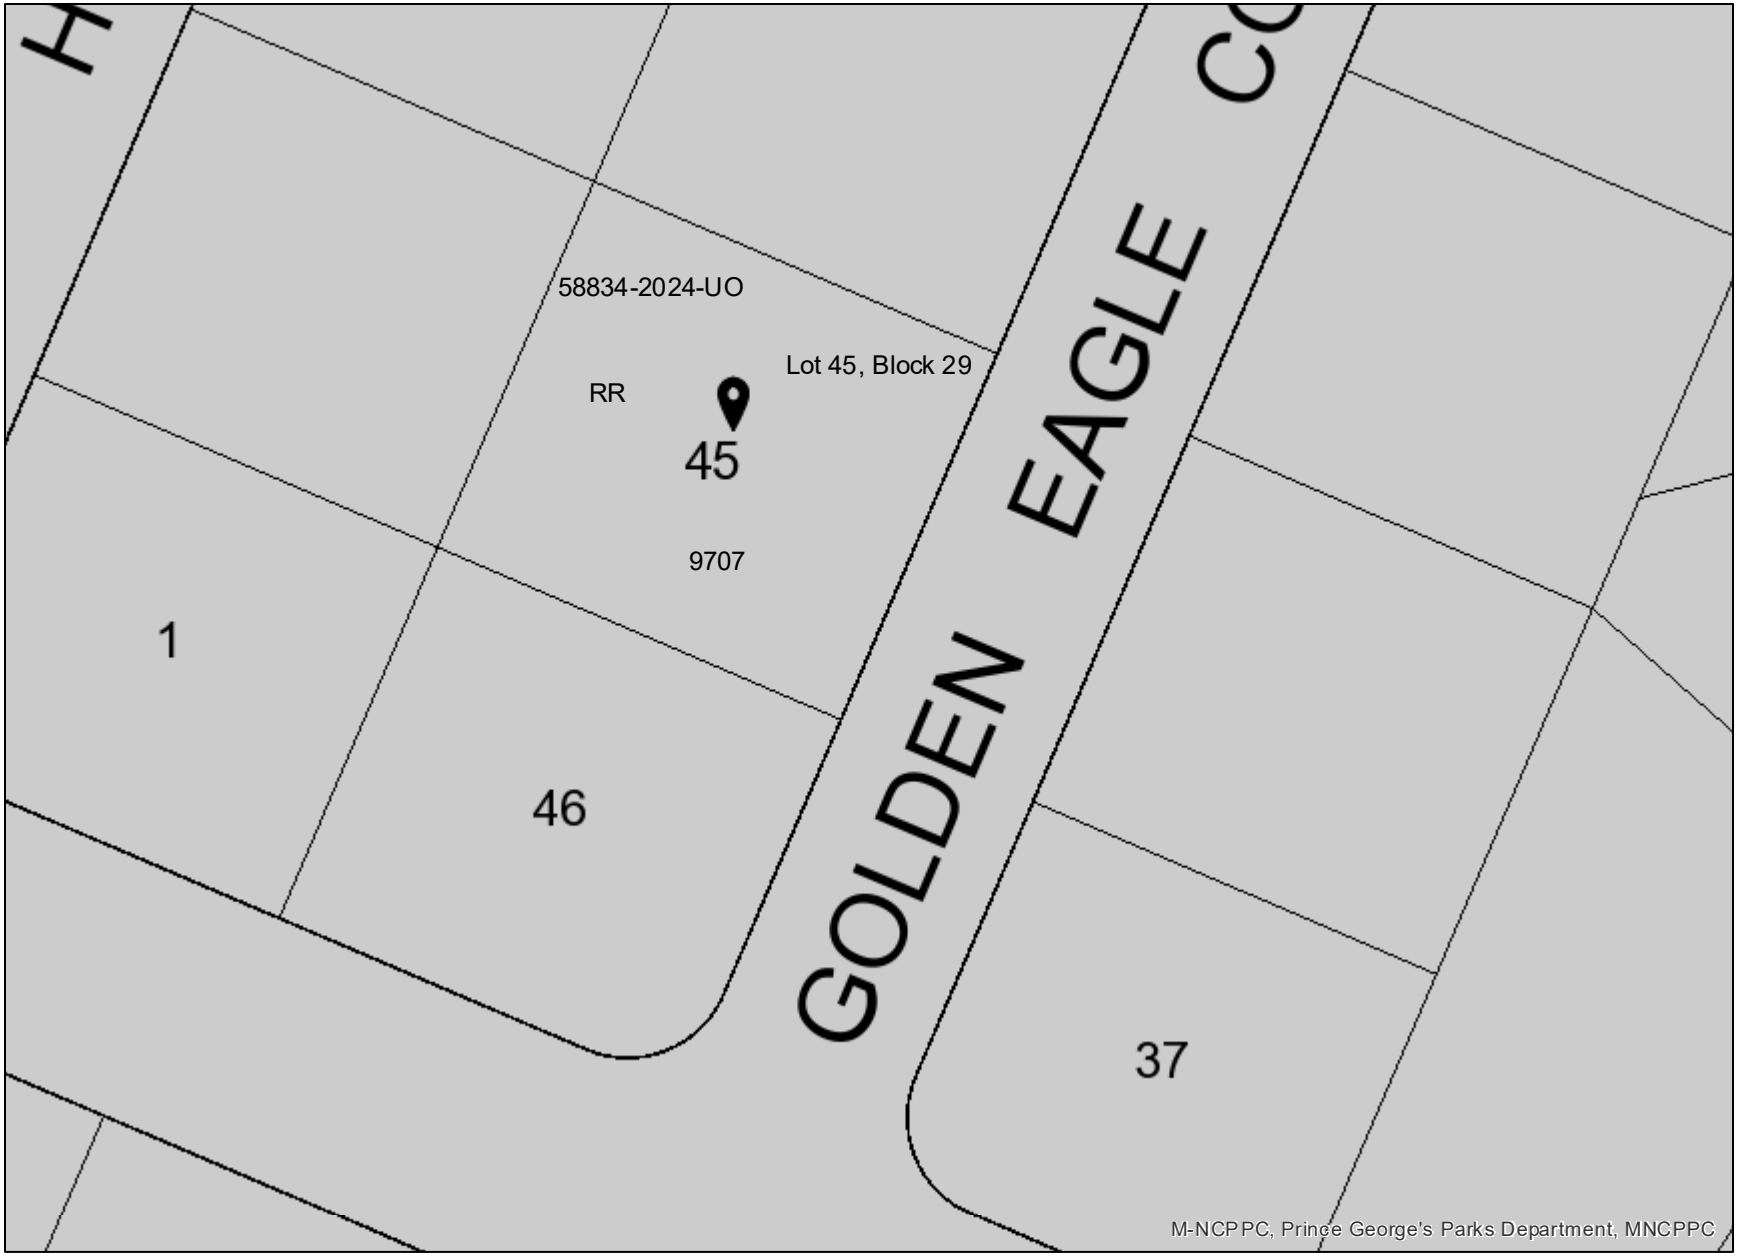 H
GOLDEN EAGLE CO
58834-2024-UO
Lot 45, Block 29
RR
45
9707
1
46
37
M-NCPPC, Prince George's Parks Department, MNCPPC